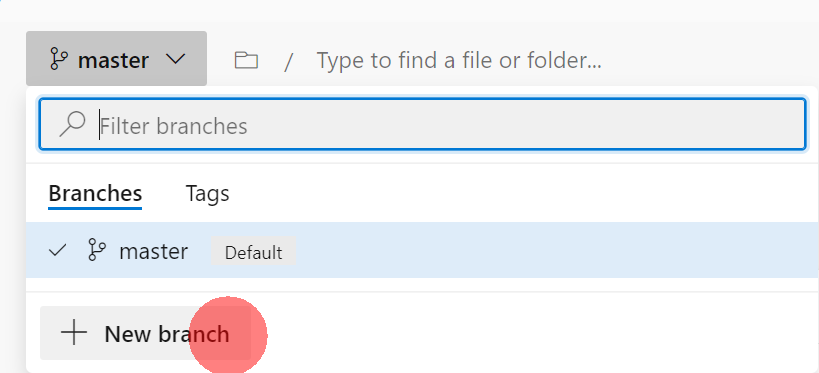 master / Type to find a file or folder...
Filter branches
Branches Tags
master Default
New branch